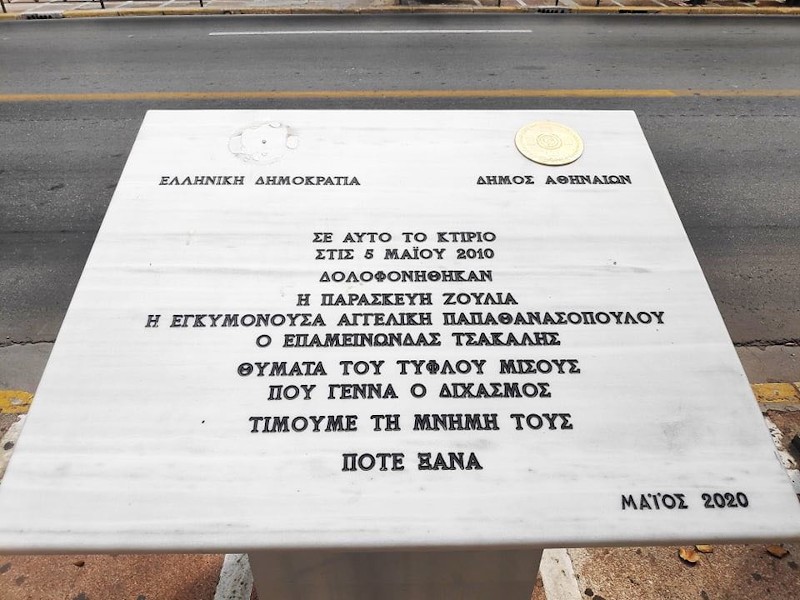 ΕΛΛΗΝΙΚΗ ΔΗΜΟΚΡΑΤΙΑ
ΔΗΜΟΣ ΑΘΗΝΑΙΩΝ
ΣΕ ΑΥΤΟ ΤΟ ΚΤΙΡΙΟ
ΣΤΙΣ 5 ΜΑΪΟΥ 2010
ΔΟΛΟΦΟΝΗΘΗΚΑΝ
Η ΠΑΡΑΣΚΕΥΗ ΖΟΥΛΙΑ
Η ΕΓΚΥΜΟΝΟΥΣΑ ΑΓΓΕΛΙΚΗ ΠΑΠΑΘΑΝΑΣΟΠΟΥΛΟΥ
Ο ΕΠΑΜΕΙΝΩΝΔΑΣ ΤΣΑΚΑΛΗΣ
ΘΥΜΑΤΑ ΤΟΥ ΤΥΦΛΟΥ ΜΙΣΟΥΣ
ΠΟΥ ΓΕΝΝΑ Ο ΔΙΧΑΣΜΟΣ
ΤΙΜΟΥΜΕ ΤΗ ΜΝΗΜΗ ΤΟΥΣ
ΠΟΤΕ ΞΑΝΑ
ΜΑΪΟΣ 2020